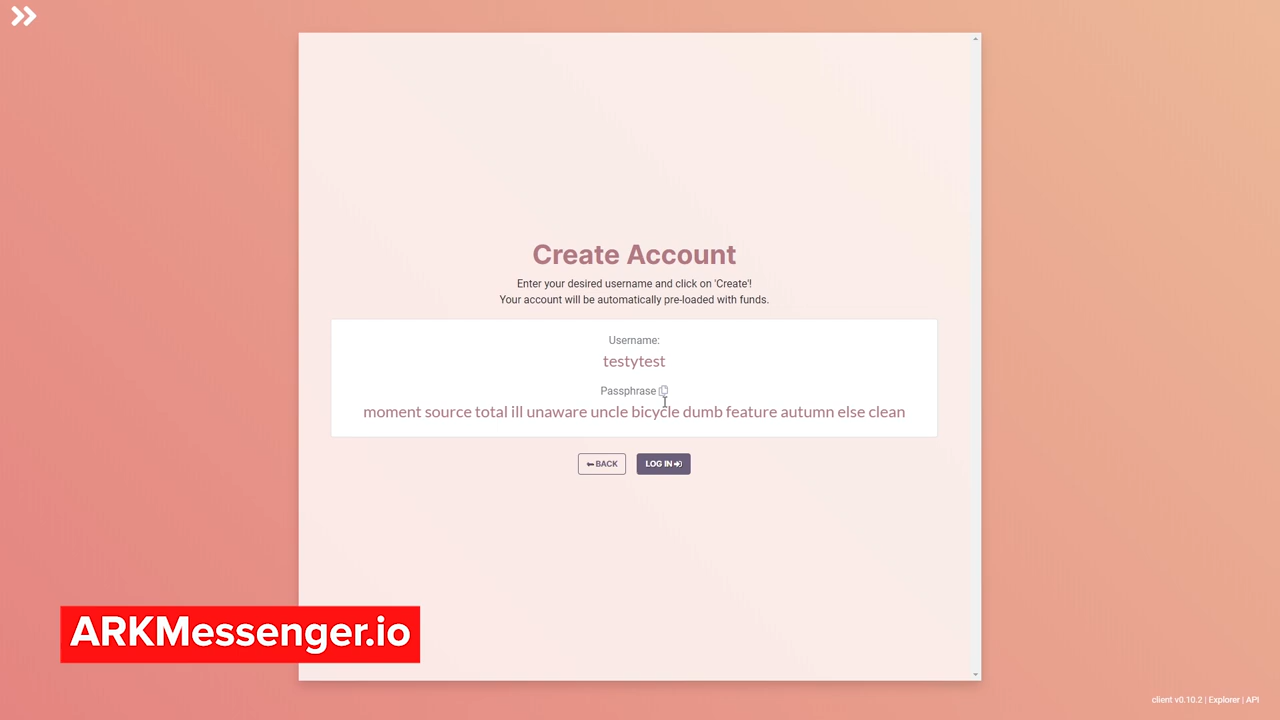 Create Account
Enter your desired username and click on 'Create'!
Your account will be automatically pre-loaded with funds.
Username:
testytest
Passphrase
moment source total ill unaware uncle bicycle dumb feature autumn else clean
BACK
LOG IN
ARKMessenger.io
client v0.10.2 | Explorer | API